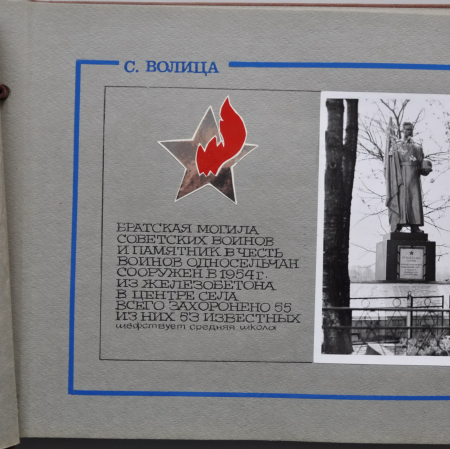 С. ВОЛИЦА
БРАТСКАЯ МОГИЛА
СОВЕТСКИХ ВОИНОВ
И ПАМЯТНИК В ЧЕСТЬ
ВОИНОВ ОДНОСЕЛЬЧАН
СООРУЖЕН В 1954 Г.
ИЗ ЖЕЛЕЗОБЕТОНА
В ЦЕНТРЕ СЕЛА
ВСЕГО ЗАХОРОНЕНО 55
ИЗ НИХ 53 ИЗВЕСТНЫХ
шефствует средняя школа